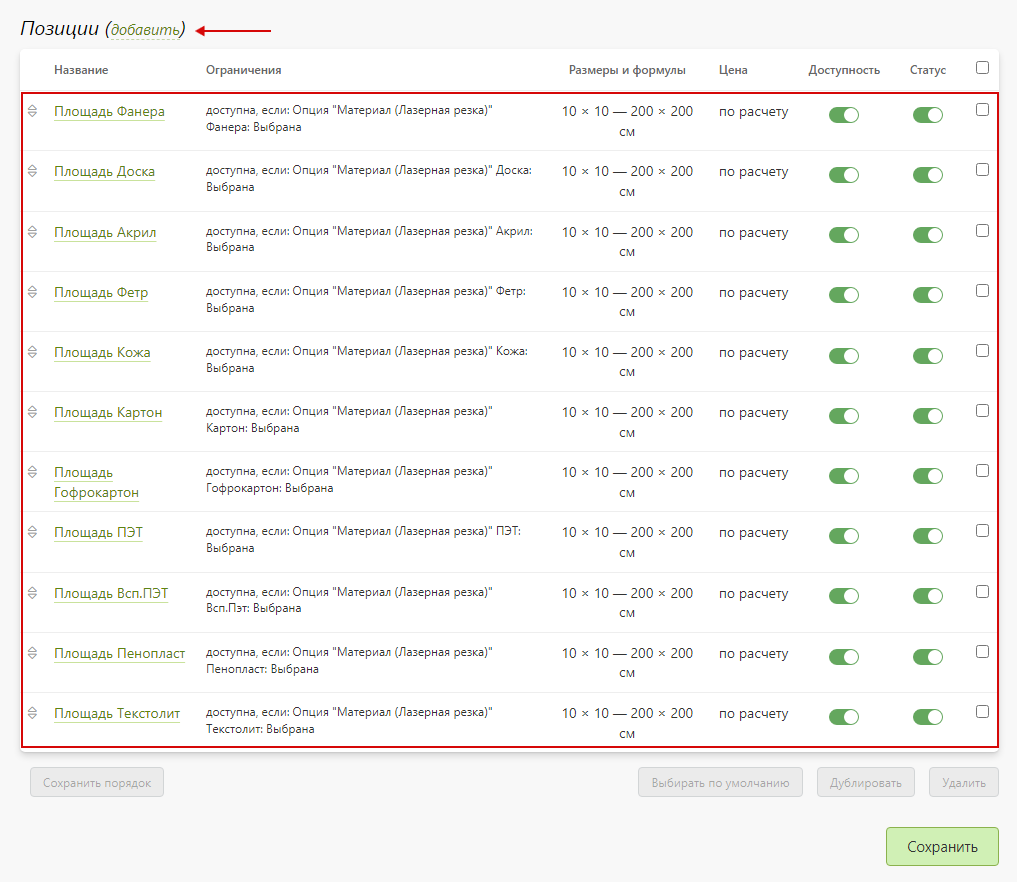 Позиции (добавить)
Название Ограничения Размеры и формулы Цена Доступность Статус
Площадь Фанера доступна, если: Опция "Материал (Лазерная резка)" 10 × 10 — 200 × 200 по расчету
Фанера: Выбрана см
Площадь Доска доступна, если: Опция "Материал (Лазерная резка)" Доска: 10 × 10 — 200 × 200 по расчету
Выбрана см
Площадь Акрил доступна, если: Опция "Материал (Лазерная резка)" Акрил: 10 × 10 — 200 × 200 по расчету
Выбрана см
Площадь Фетр доступна, если: Опция "Материал (Лазерная резка)" Фетр: 10 × 10 — 200 × 200 по расчету
Выбрана см
Площадь Кожа доступна, если: Опция "Материал (Лазерная резка)" Кожа: 10 × 10 — 200 × 200 по расчету
Выбрана см
Площадь Картон доступна, если: Опция "Материал (Лазерная резка)" 10 × 10 — 200 × 200 по расчету
Картон: Выбрана см
Площадь доступна, если: Опция "Материал (Лазерная резка)" 10 × 10 — 200 × 200 по расчету
Гофрокартон Гофрокартон: Выбрана см
Площадь ПЭТ доступна, если: Опция "Материал (Лазерная резка)" ПЭТ: 10 × 10 — 200 × 200 по расчету
Выбрана см
Площадь Всп.ПЭТ доступна, если: Опция "Материал (Лазерная резка)" 10 × 10 — 200 × 200 по расчету
Всп.Пэт: Выбрана см
Площадь Пенопласт доступна, если: Опция "Материал (Лазерная резка)" 10 × 10 — 200 × 200 по расчету
Пенопласт: Выбрана см
Площадь Текстолит доступна, если: Опция "Материал (Лазерная резка)" 10 × 10 — 200 × 200 по расчету
Текстолит: Выбрана см
Сохранить порядок Выбирать по умолчанию Дублировать Удалить
Сохранить